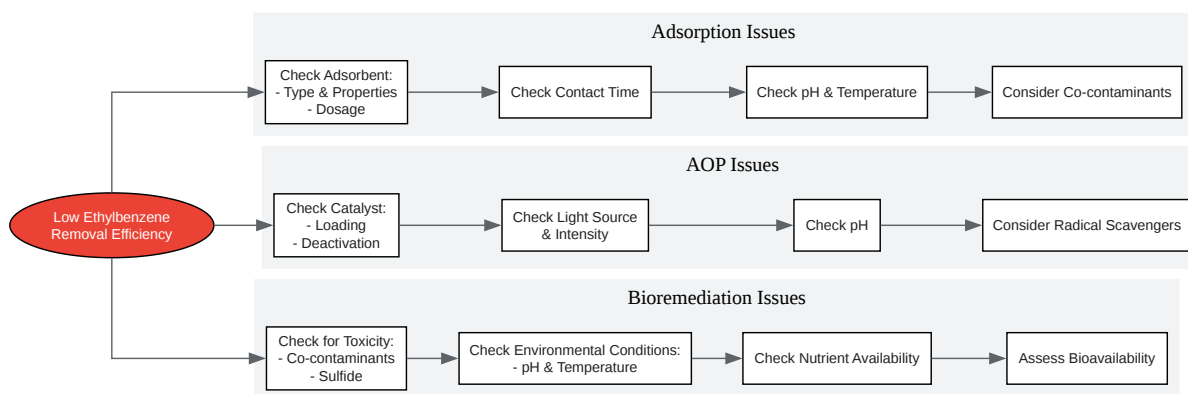 Adsorption Issues
Check Adsorbent:
- Type & Properties
- Dosage
Check Contact Time
Check pH & Temperature
Consider Co-contaminants
Low Ethylbenzene
Removal Efficiency
AOP Issues
Check Catalyst:
- Loading
- Deactivation
Check Light Source
& Intensity
Check pH
Consider Radical Scavengers
Bioremediation Issues
Check for Toxicity:
- Co-contaminants
- Sulfide
Check Environmental Conditions:
- pH & Temperature
Check Nutrient Availability
Assess Bioavailability